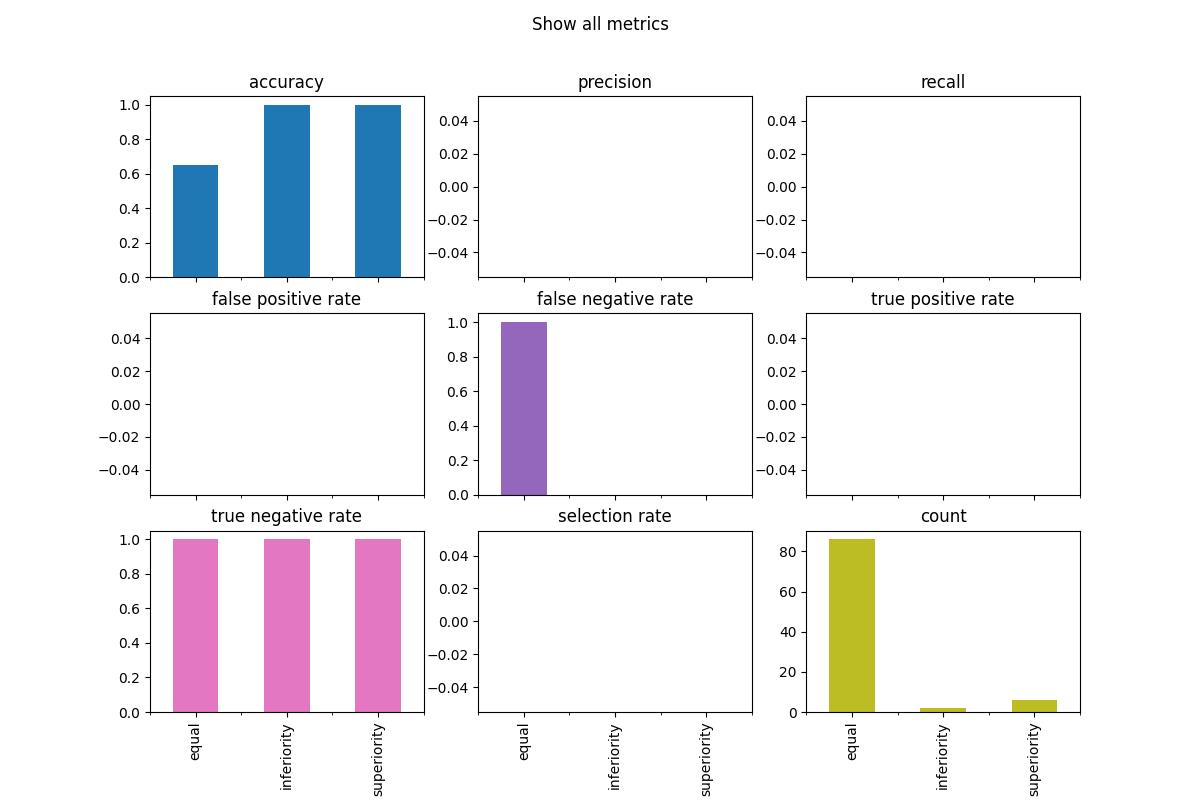 Show all metrics
accuracy
1.0
0.8
0.6
0.4
0.2
0.0
precision
0.04
0.02
0.00
−0.02
−0.04
recall
0.04
0.02
0.00
−0.02
−0.04
false positive rate
0.04
0.02
0.00
−0.02
−0.04
false negative rate
1.0
0.8
0.6
0.4
0.2
0.0
true positive rate
0.04
0.02
0.00
−0.02
−0.04
true negative rate
1.0
0.8
0.6
0.4
0.2
0.0
equal
inferiority
superiority
selection rate
0.04
0.02
0.00
−0.02
−0.04
equal
inferiority
superiority
count
80
60
40
20
0
equal
inferiority
superiority